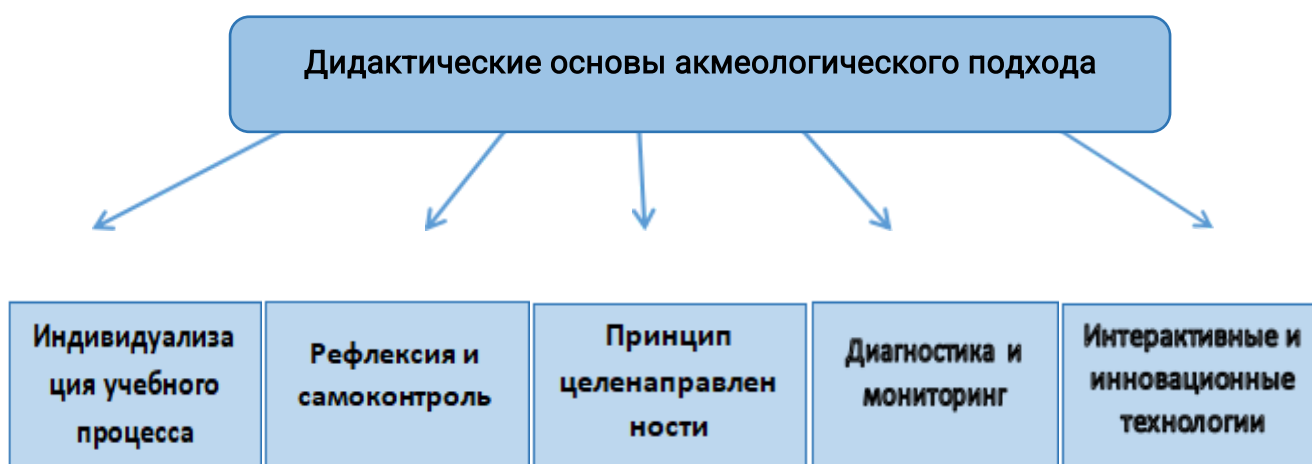 Дидактические основы акмеологического подхода
Индивидуализа
ция учебного
процесса
Рефлексия и
самоконтроль
Принцип
целенаправлен
ности
Диагностика и
мониторинг
Интерактивные и
инновационные
технологии